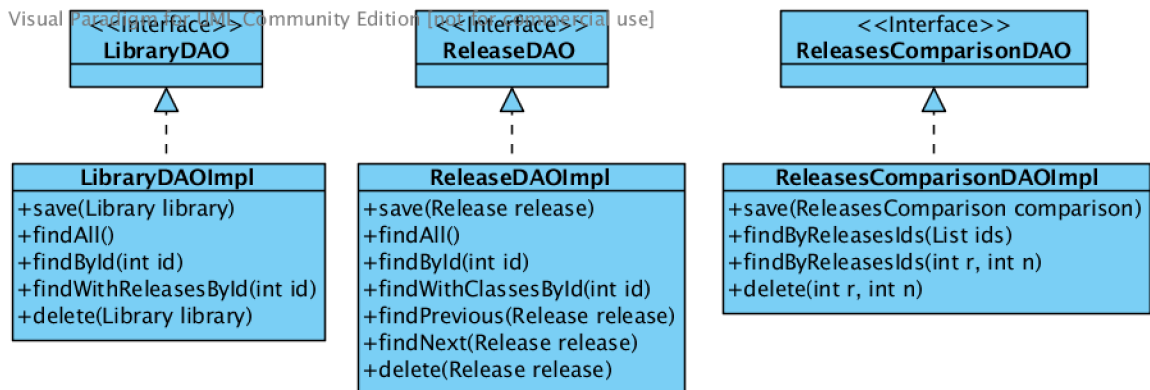 Visual Paradigm for UML Community Edition [not for commercial use]
<<Interface>>
LibraryDAO
<<Interface>>
ReleaseDAO
<<Interface>>
ReleasesComparisonDAO
LibraryDAOImpl
+save(Library library)
+findAll()
+findById(int id)
+findWithReleasesById(int id)
+delete(Library library)
ReleaseDAOImpl
+save(Release release)
+findAll()
+findById(int id)
+findWithClassesById(int id)
+findPrevious(Release release)
+findNext(Release release)
+delete(Release release)
ReleasesComparisonDAOImpl
+save(ReleasesComparison comparison)
+findByReleasesIds(List ids)
+findByReleasesIds(int r, int n)
+delete(int r, int n)